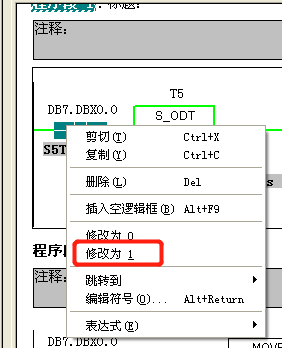 注释:
T5
DB7.DBX0.0
S_ODT
S5T
剪切(T) Ctrl+X
复制(Y) Ctrl+C
删除(L) Del
插入空逻辑框(B) Alt+F9
修改为 0
修改为 1
程序
跳转到
注释:
编辑符号(O)... Alt+Return
表达式(E)
DB7.DBX0.0